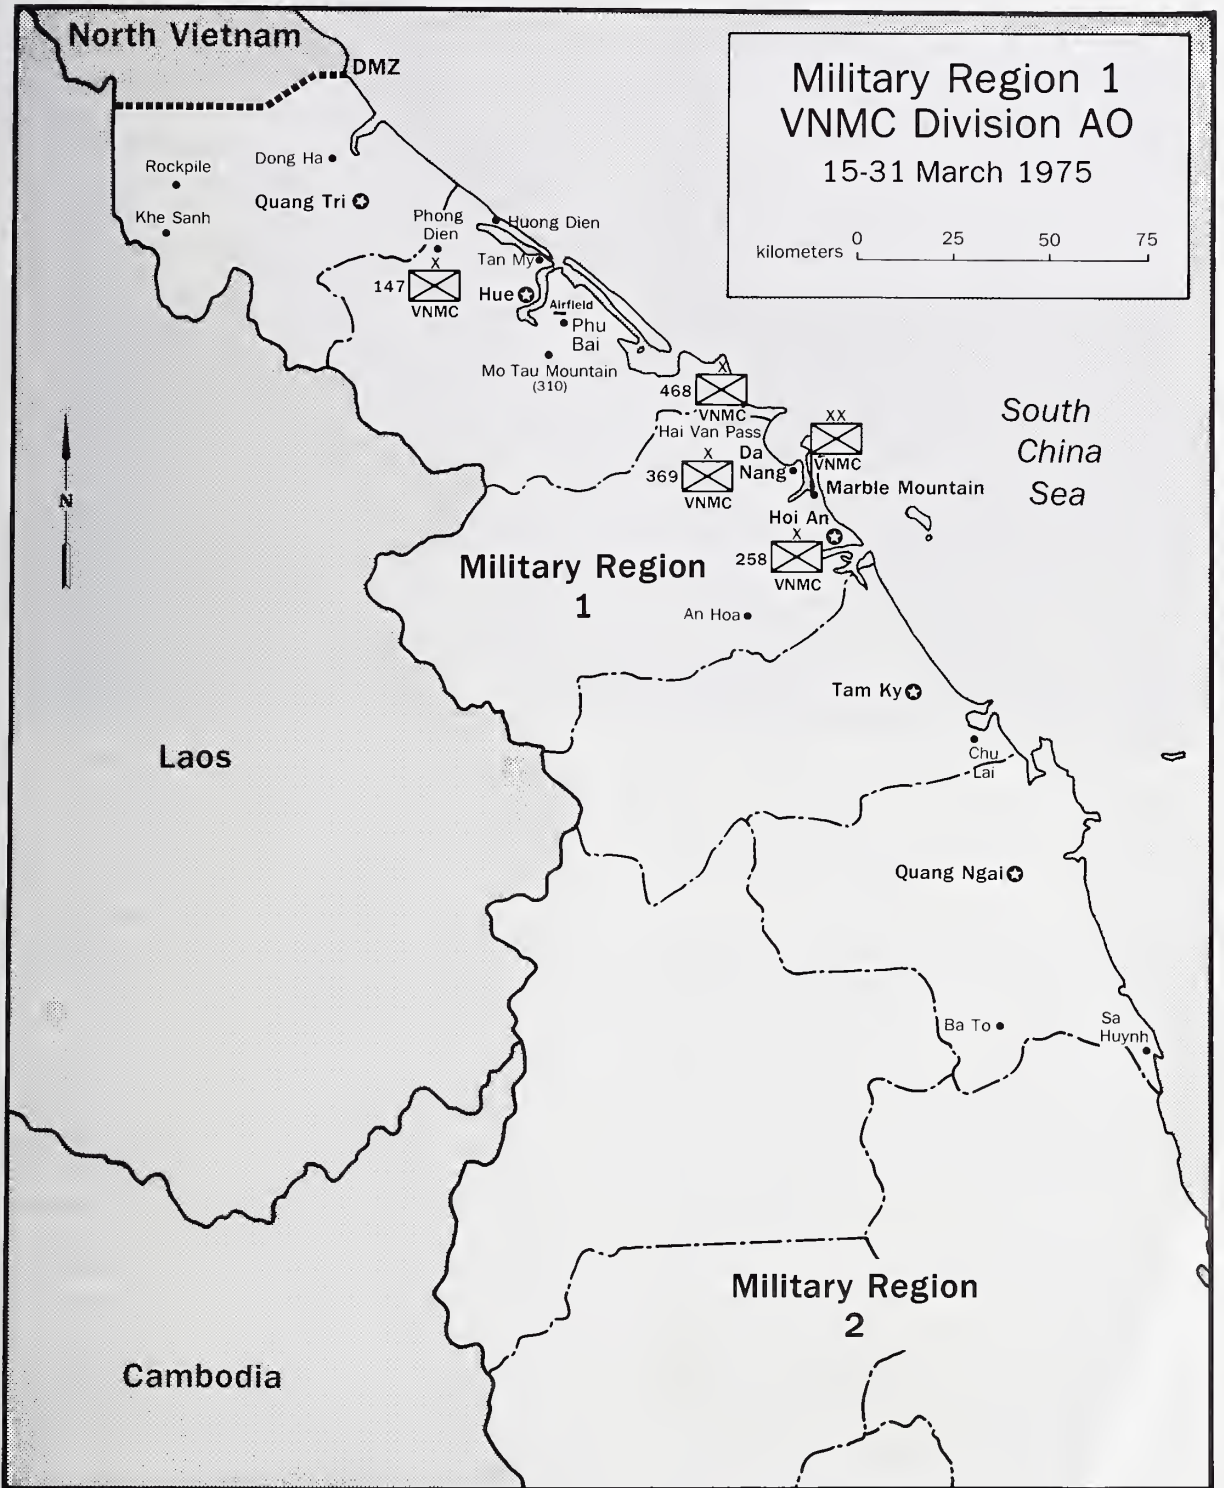 North Vietnam
DMZ
Military Region 1
VNMC Division AO
15-31 March 1975
kilometers 0 25 50 75
Rockpile
Dong Ha
Quang Tri
Khe Sanh
Phong
Dien
Huong Dien
Tan My
X
147
VNMC
Hue
Airfield
Phu
Bai
Mo Tau Mountain
(310)
X
468
VNMC
Hai Van Pass
XX
VNMC
Da
Nang
X
369
VNMC
Marble Mountain
Hoi An
X
258
VNMC
South
China
Sea
N
Military Region
1
An Hoa
Tam Ky
Chu
Lai
Laos
Quang Ngai
Ba To
Sa
Huynh
Military Region
2
Cambodia